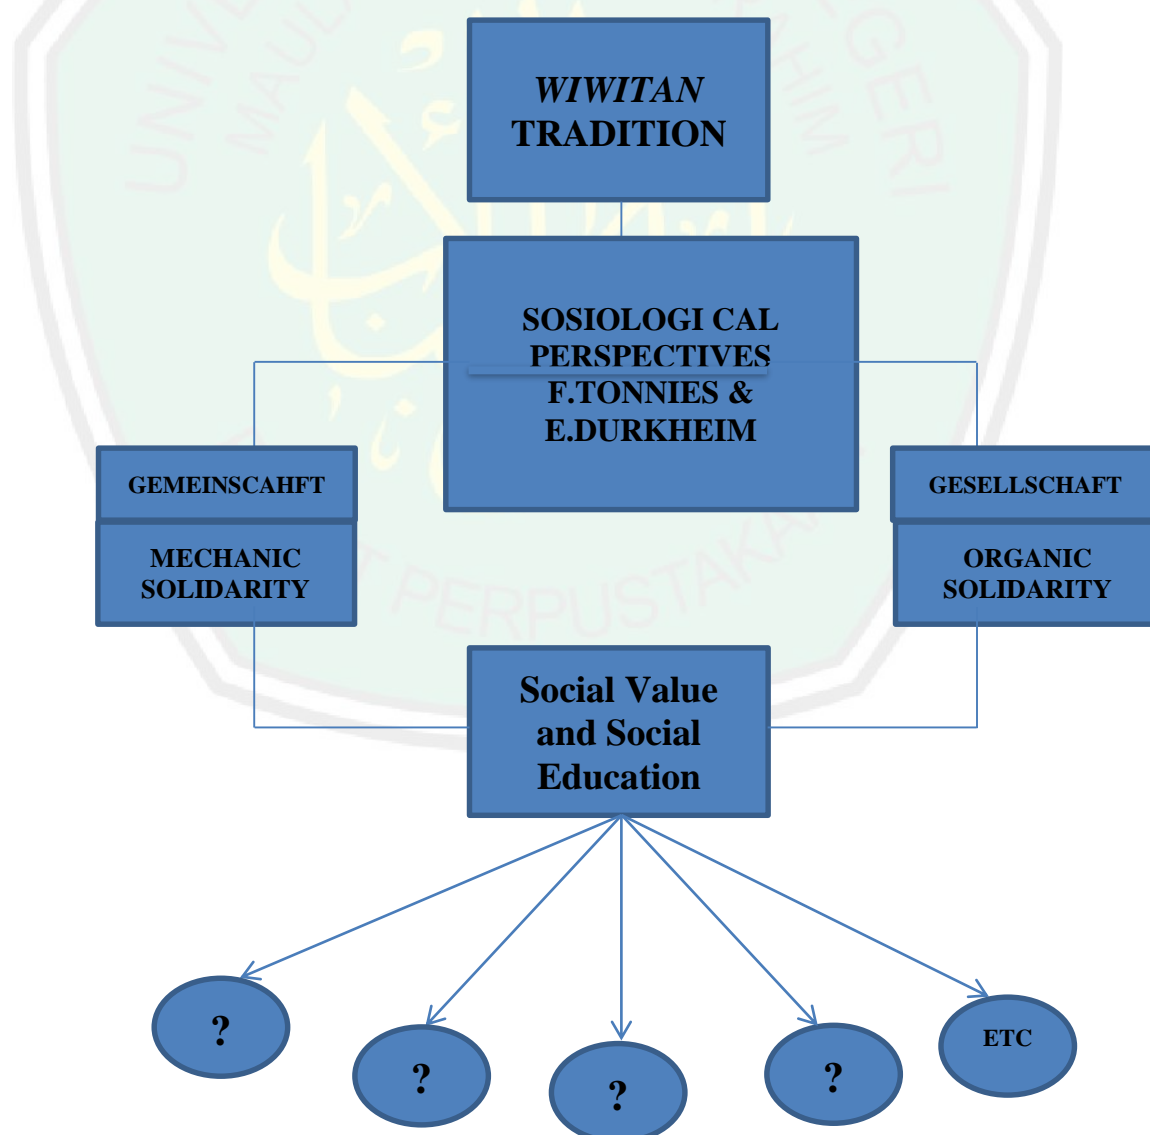 WIWITAN
TRADITION
SOSIOLOGI CAL
PERSPECTIVES
F.TONNIES &
E.DURKHEIM
GEMEINSCAHFT
GESELLSCHAFT
MECHANIC
SOLIDARITY
ORGANIC
SOLIDARITY
Social Value
and Social
Education
?
?
?
?
ETC
PERPUSTAKA